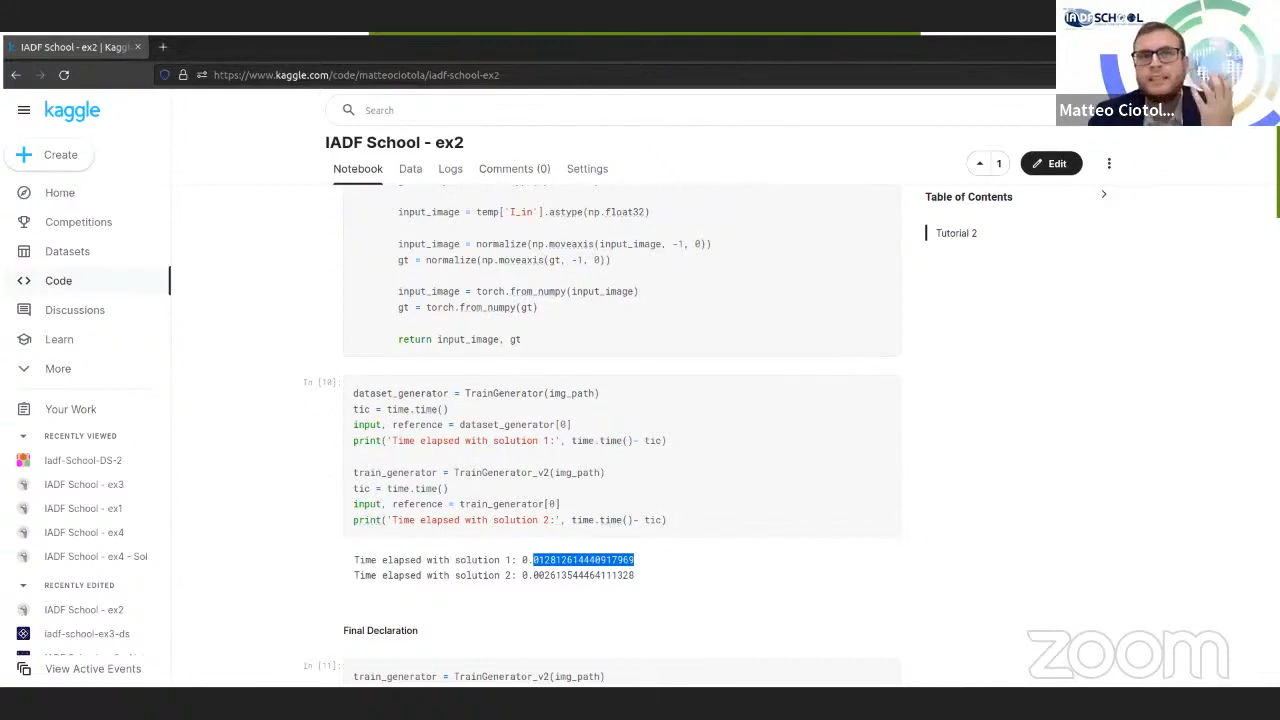 IADF School - ex2 | Kaggl
https://www.kaggle.com/code/matteociotola/iadf-school-ex2
IADFSCHOOL
Matteo Ciotol...
kaggle
Search
Create
Home
Competitions
Datasets
Code
Discussions
Learn
More
Your Work
RECENTLY VIEWED
Iadf-School-DS-2
IADF School - ex3
IADF School - ex1
IADF School - ex4
IADF School - ex4 - Sol
RECENTLY EDITED
IADF School - ex2
iadf-school-ex3-ds
View Active Events
IADF School - ex2
Notebook Data Logs Comments (0) Settings
1 Edit
Table of Contents
Tutorial 2
input_image = temp['I_in'].astype(np.float32)
input_image = normalize(np.moveaxis(input_image, -1, 0))
gt = normalize(np.moveaxis(gt, -1, 0))
input_image = torch.from_numpy(input_image)
gt = torch.from_numpy(gt)
return input_image, gt
In [10]:
dataset_generator = TrainGenerator(img_path)
tic = time.time()
input, reference = dataset_generator[0]
print('Time elapsed with solution 1:', time.time()- tic)
train_generator = TrainGenerator_v2(img_path)
tic = time.time()
input, reference = train_generator[0]
print('Time elapsed with solution 2:', time.time()- tic)
Time elapsed with solution 1: 0.012812614440917969
Time elapsed with solution 2: 0.002613544464111328
Final Declaration
In [11]:
train_generator = TrainGenerator_v2(img_path)
zoom